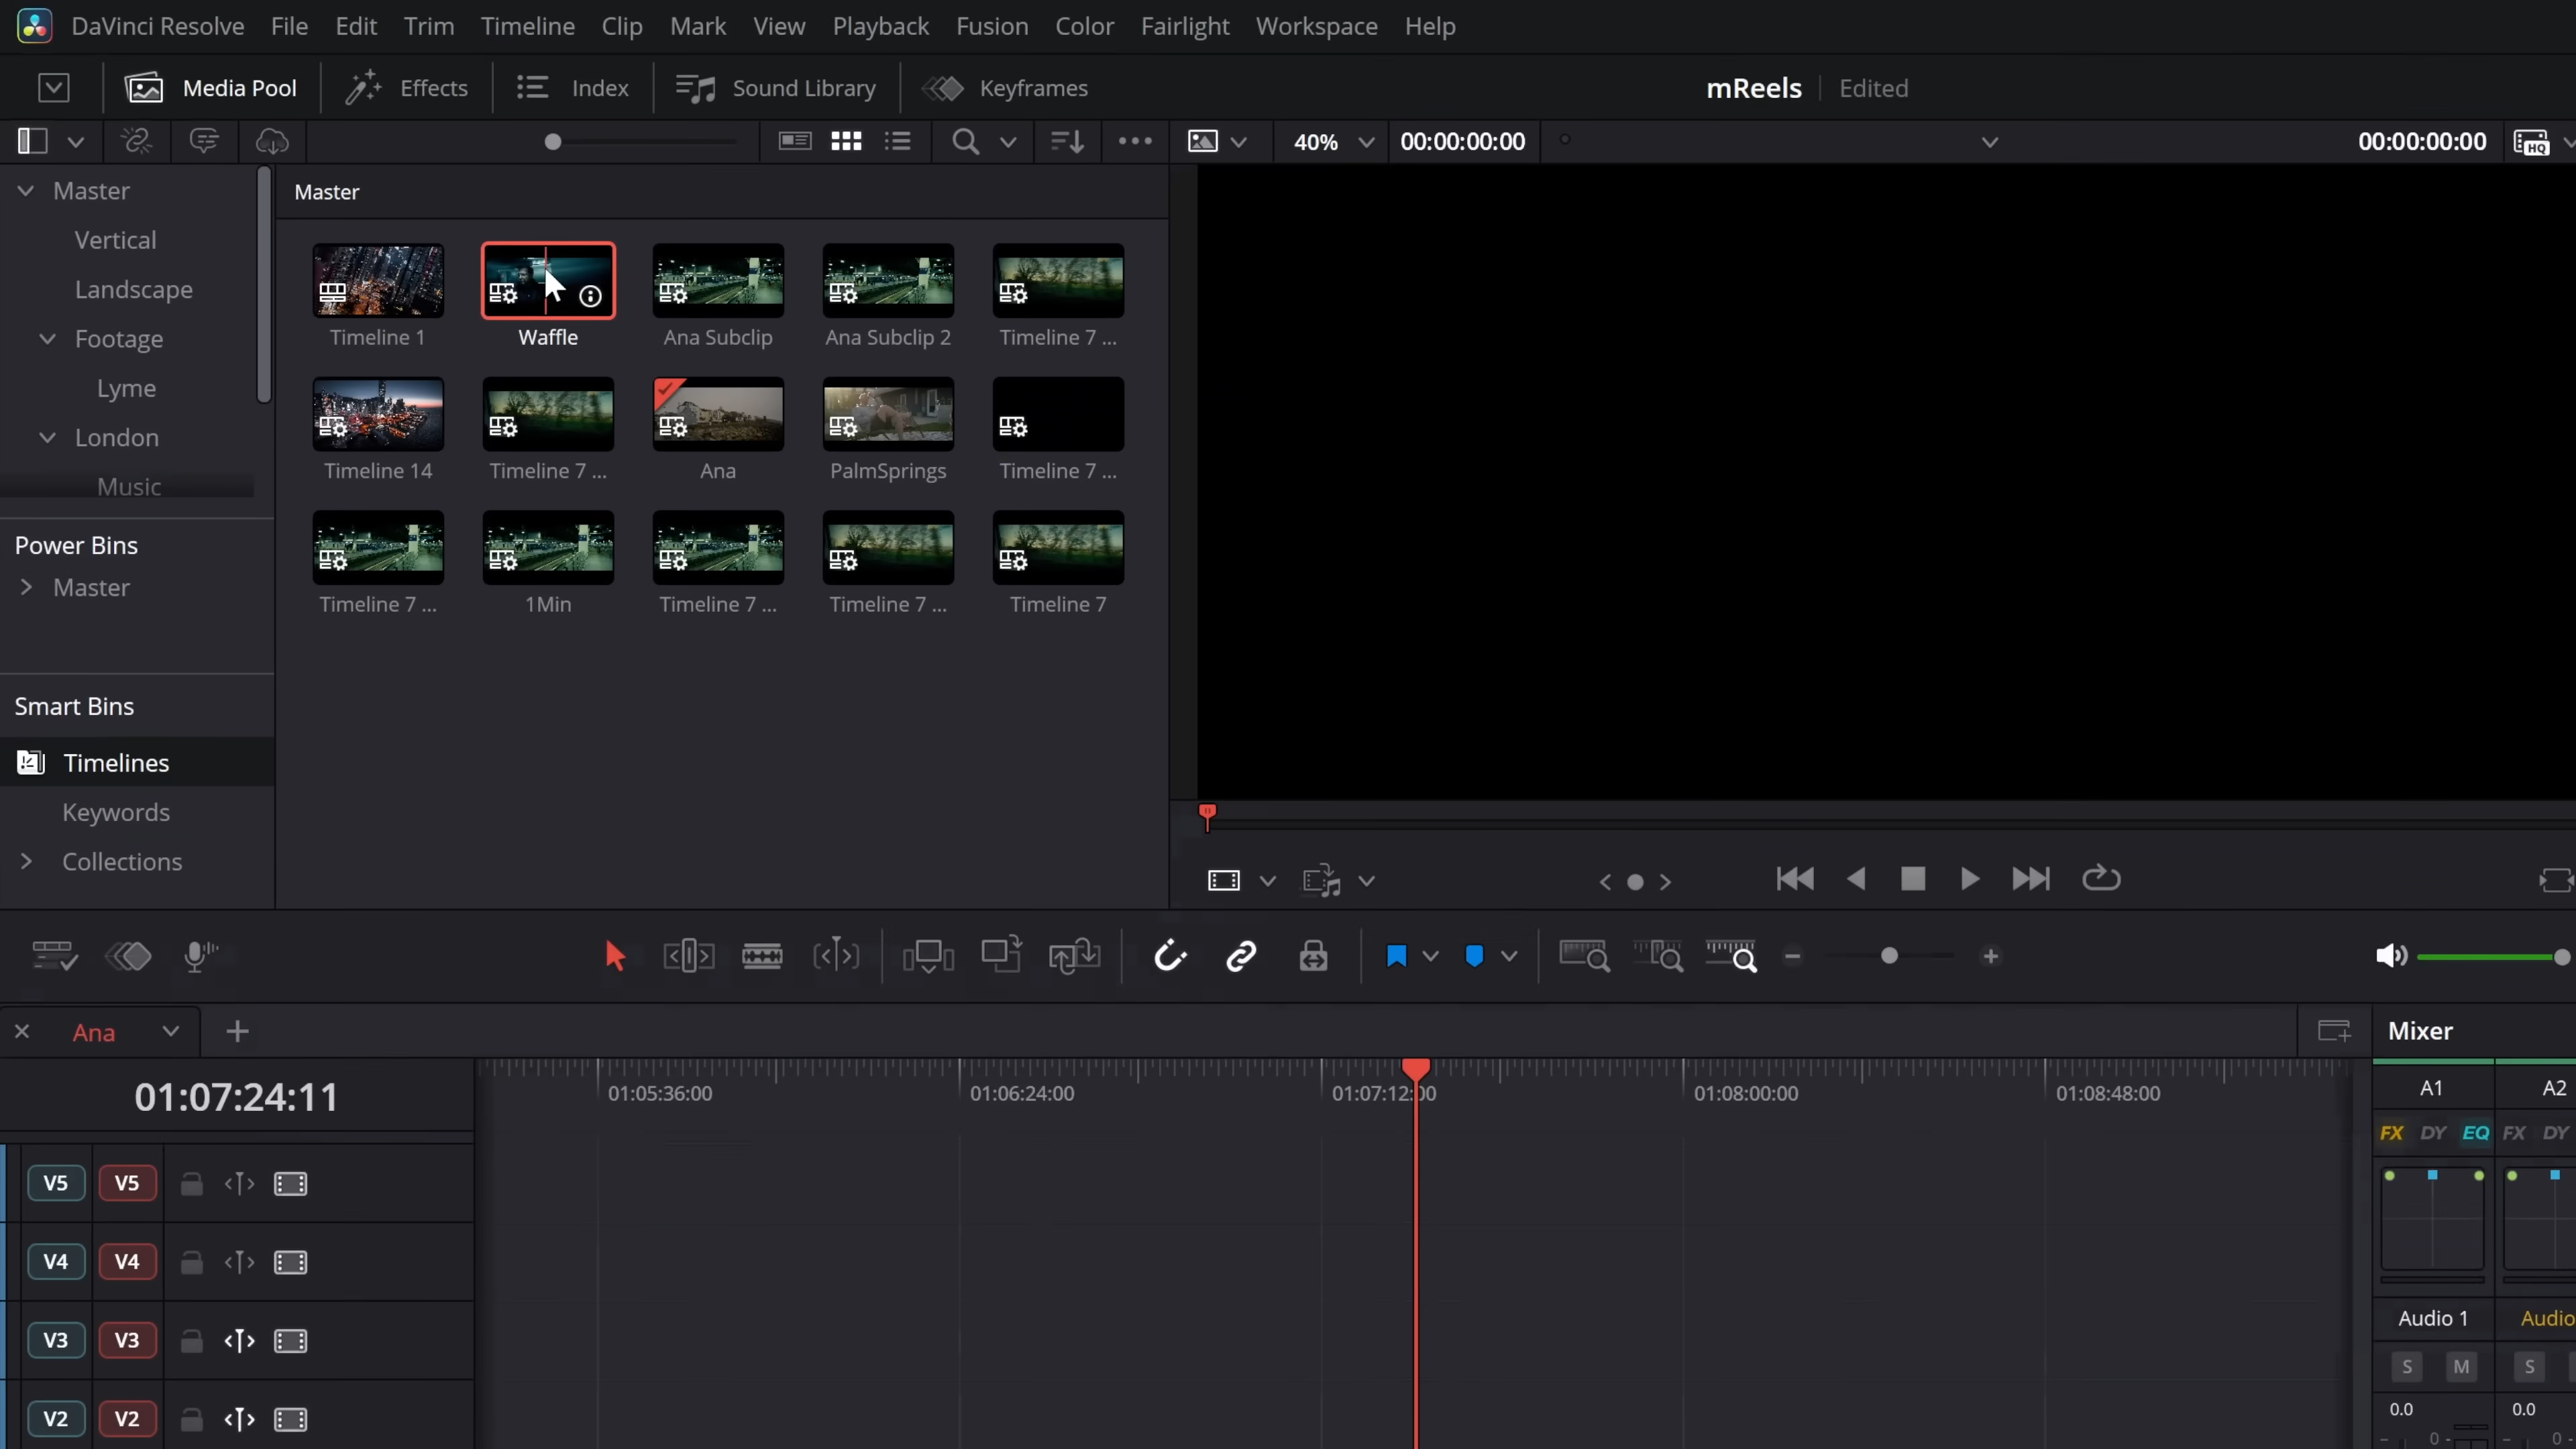 DaVinci Resolve File Edit Trim Timeline Clip Mark View Playback Fusion Color Fairlight Workspace Help
Media Pool Effects Index Sound Library Keyframes mReels Edited
40% 00:00:00:00 00:00:00:00 HQ
Master
Vertical
Landscape
Footage
Lyme
London
Music
Power Bins
Master
Smart Bins
Timelines
Keywords
Collections
Master
Timeline 1 Waffle Ana Subclip Ana Subclip 2 Timeline 7 ...
Timeline 14 Timeline 7 ... Ana PalmSprings Timeline 7 ...
Timeline 7 ... 1Min Timeline 7 ... Timeline 7 ... Timeline 7
Ana
01:07:24:11
01:05:36:00 01:06:24:00 01:07:12:00 01:08:00:00 01:08:48:00
V5 V5
V4 V4
V3 V3
V2 V2
Mixer
A1 A2
FX DY EQ FX DY
Audio 1 Audio
S M S
0.0 0.0
0 0